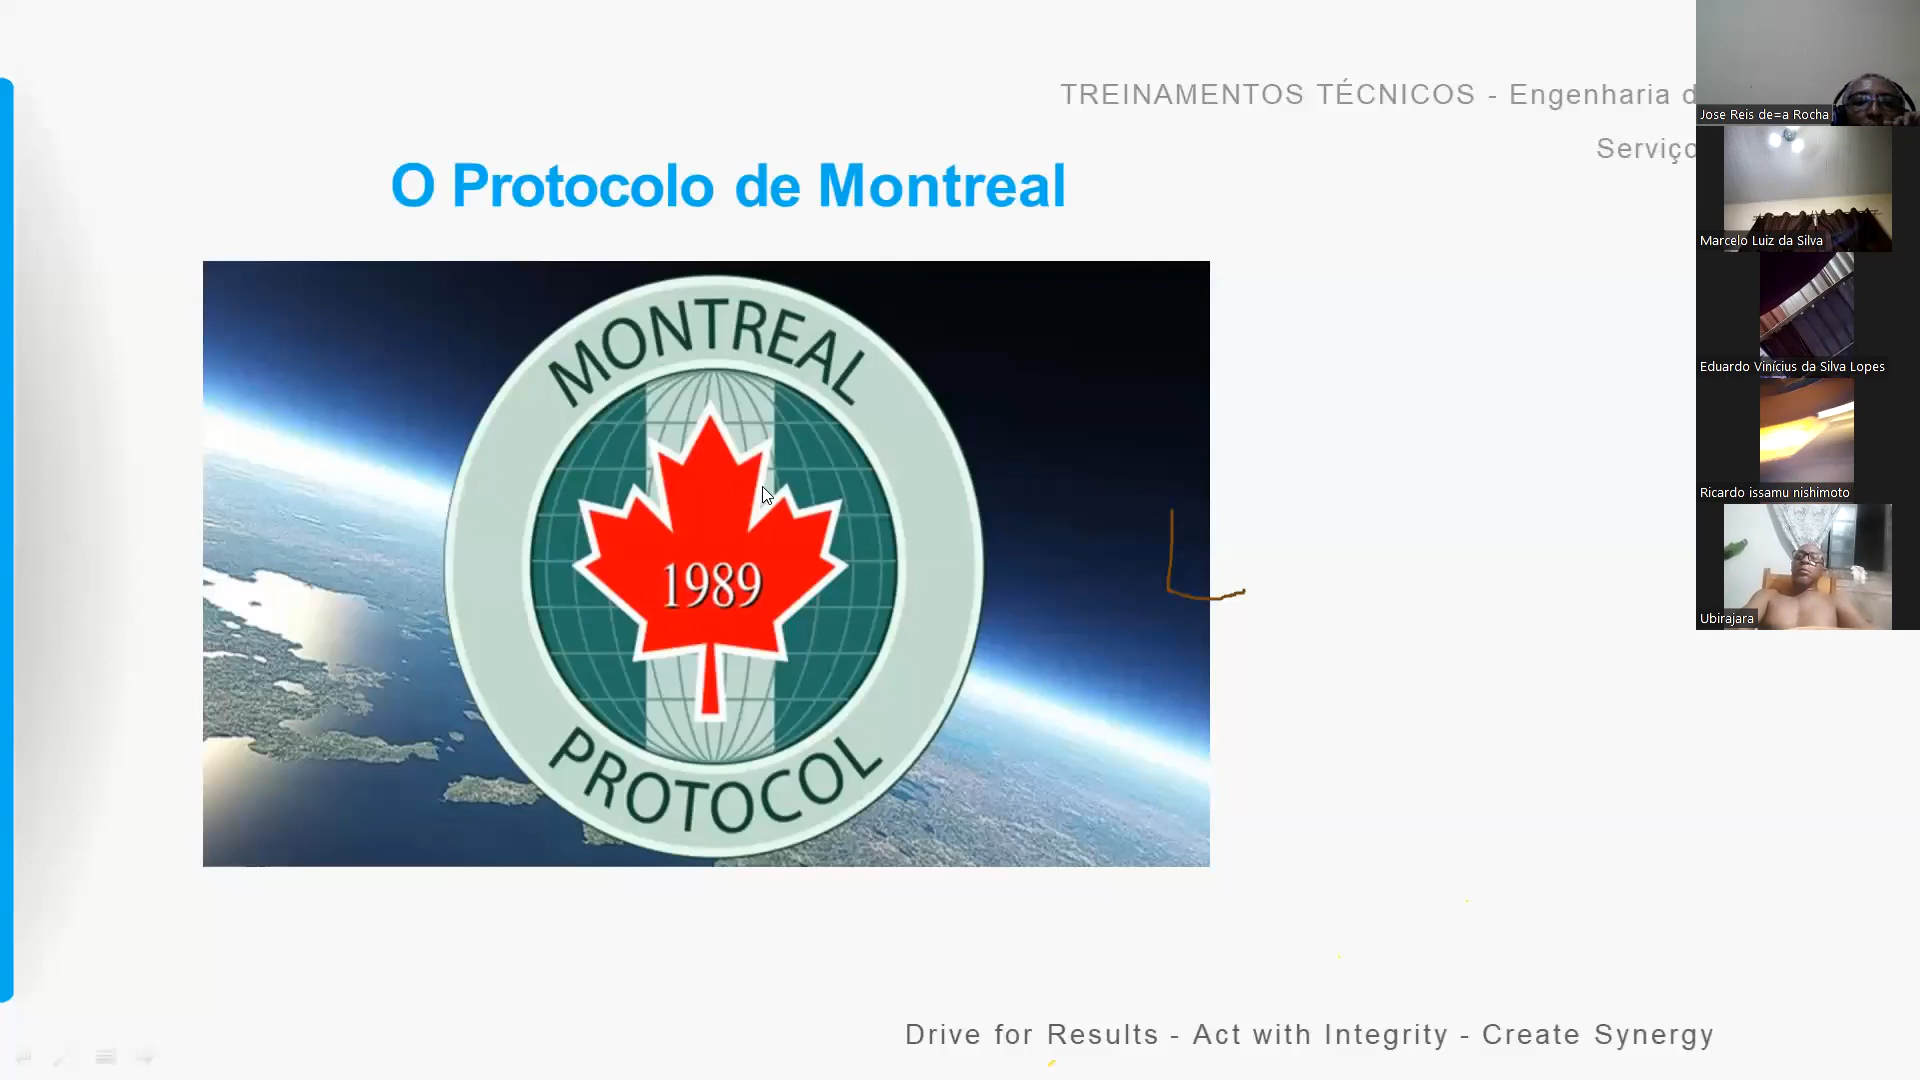 TREINAMENTOS TÉCNICOS - Engenharia d
Serviço
O Protocolo de Montreal
MONTREAL
1989
PROTOCOL
Drive for Results - Act with Integrity - Create Synergy
Jose Reis de=a Rocha
Marcelo Luiz da Silva
Eduardo Vinícius da Silva Lopes
Ricardo issamu nishimoto
Ubirajara